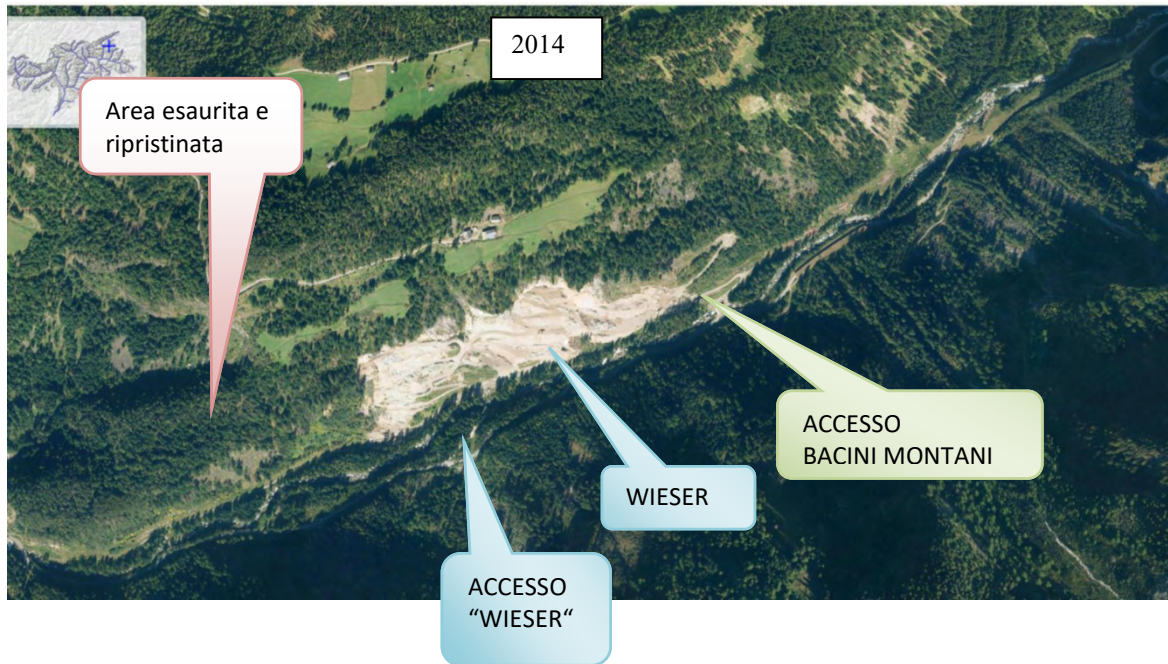 2014
Area esaurita e
ripristinata
ACCESSO
BACINI MONTANI
WIESER
ACCESSO
“WIESER“